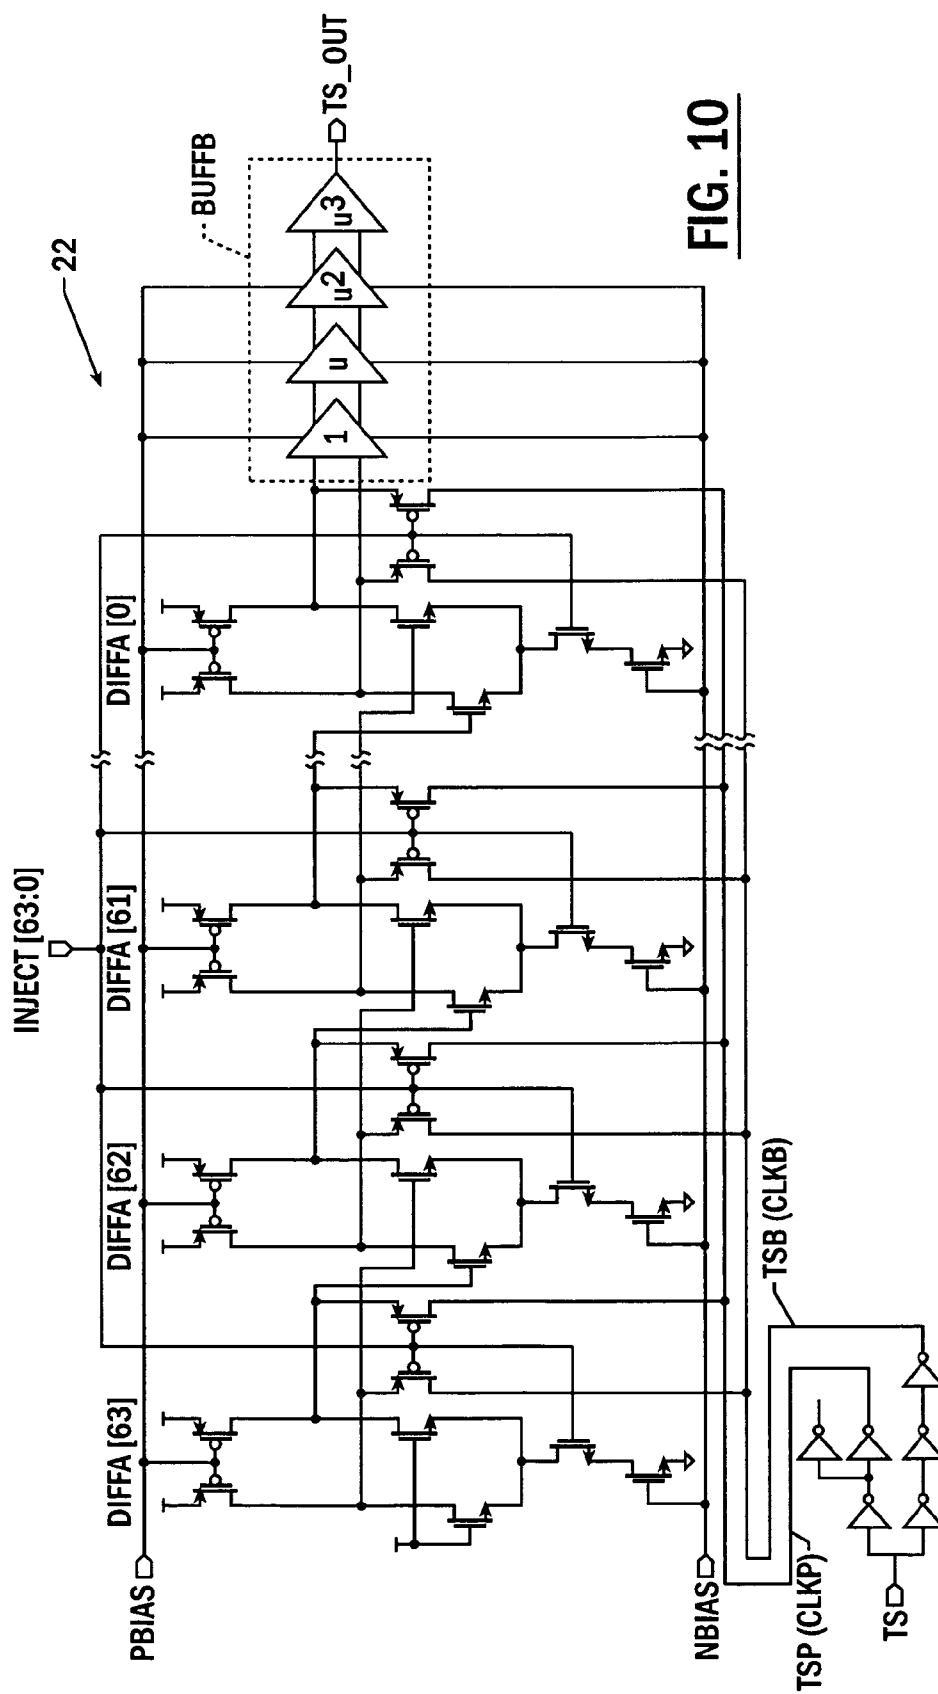 22
BUFFB
TS_OUT
1
u
u2
u3
INJECT [63:0]
DIFFA [63]
DIFFA [62]
DIFFA [61]
DIFFA [0]
PBIAS
NBIAS
TSP (CLKP)
TSB (CLKB)
TS
FIG. 10